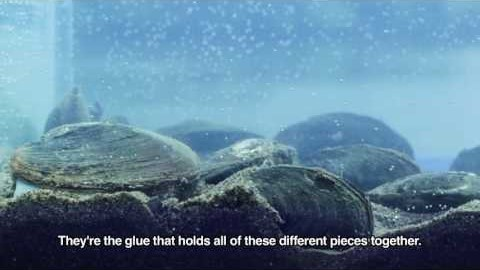 They're the glue that holds all of these different pieces together.